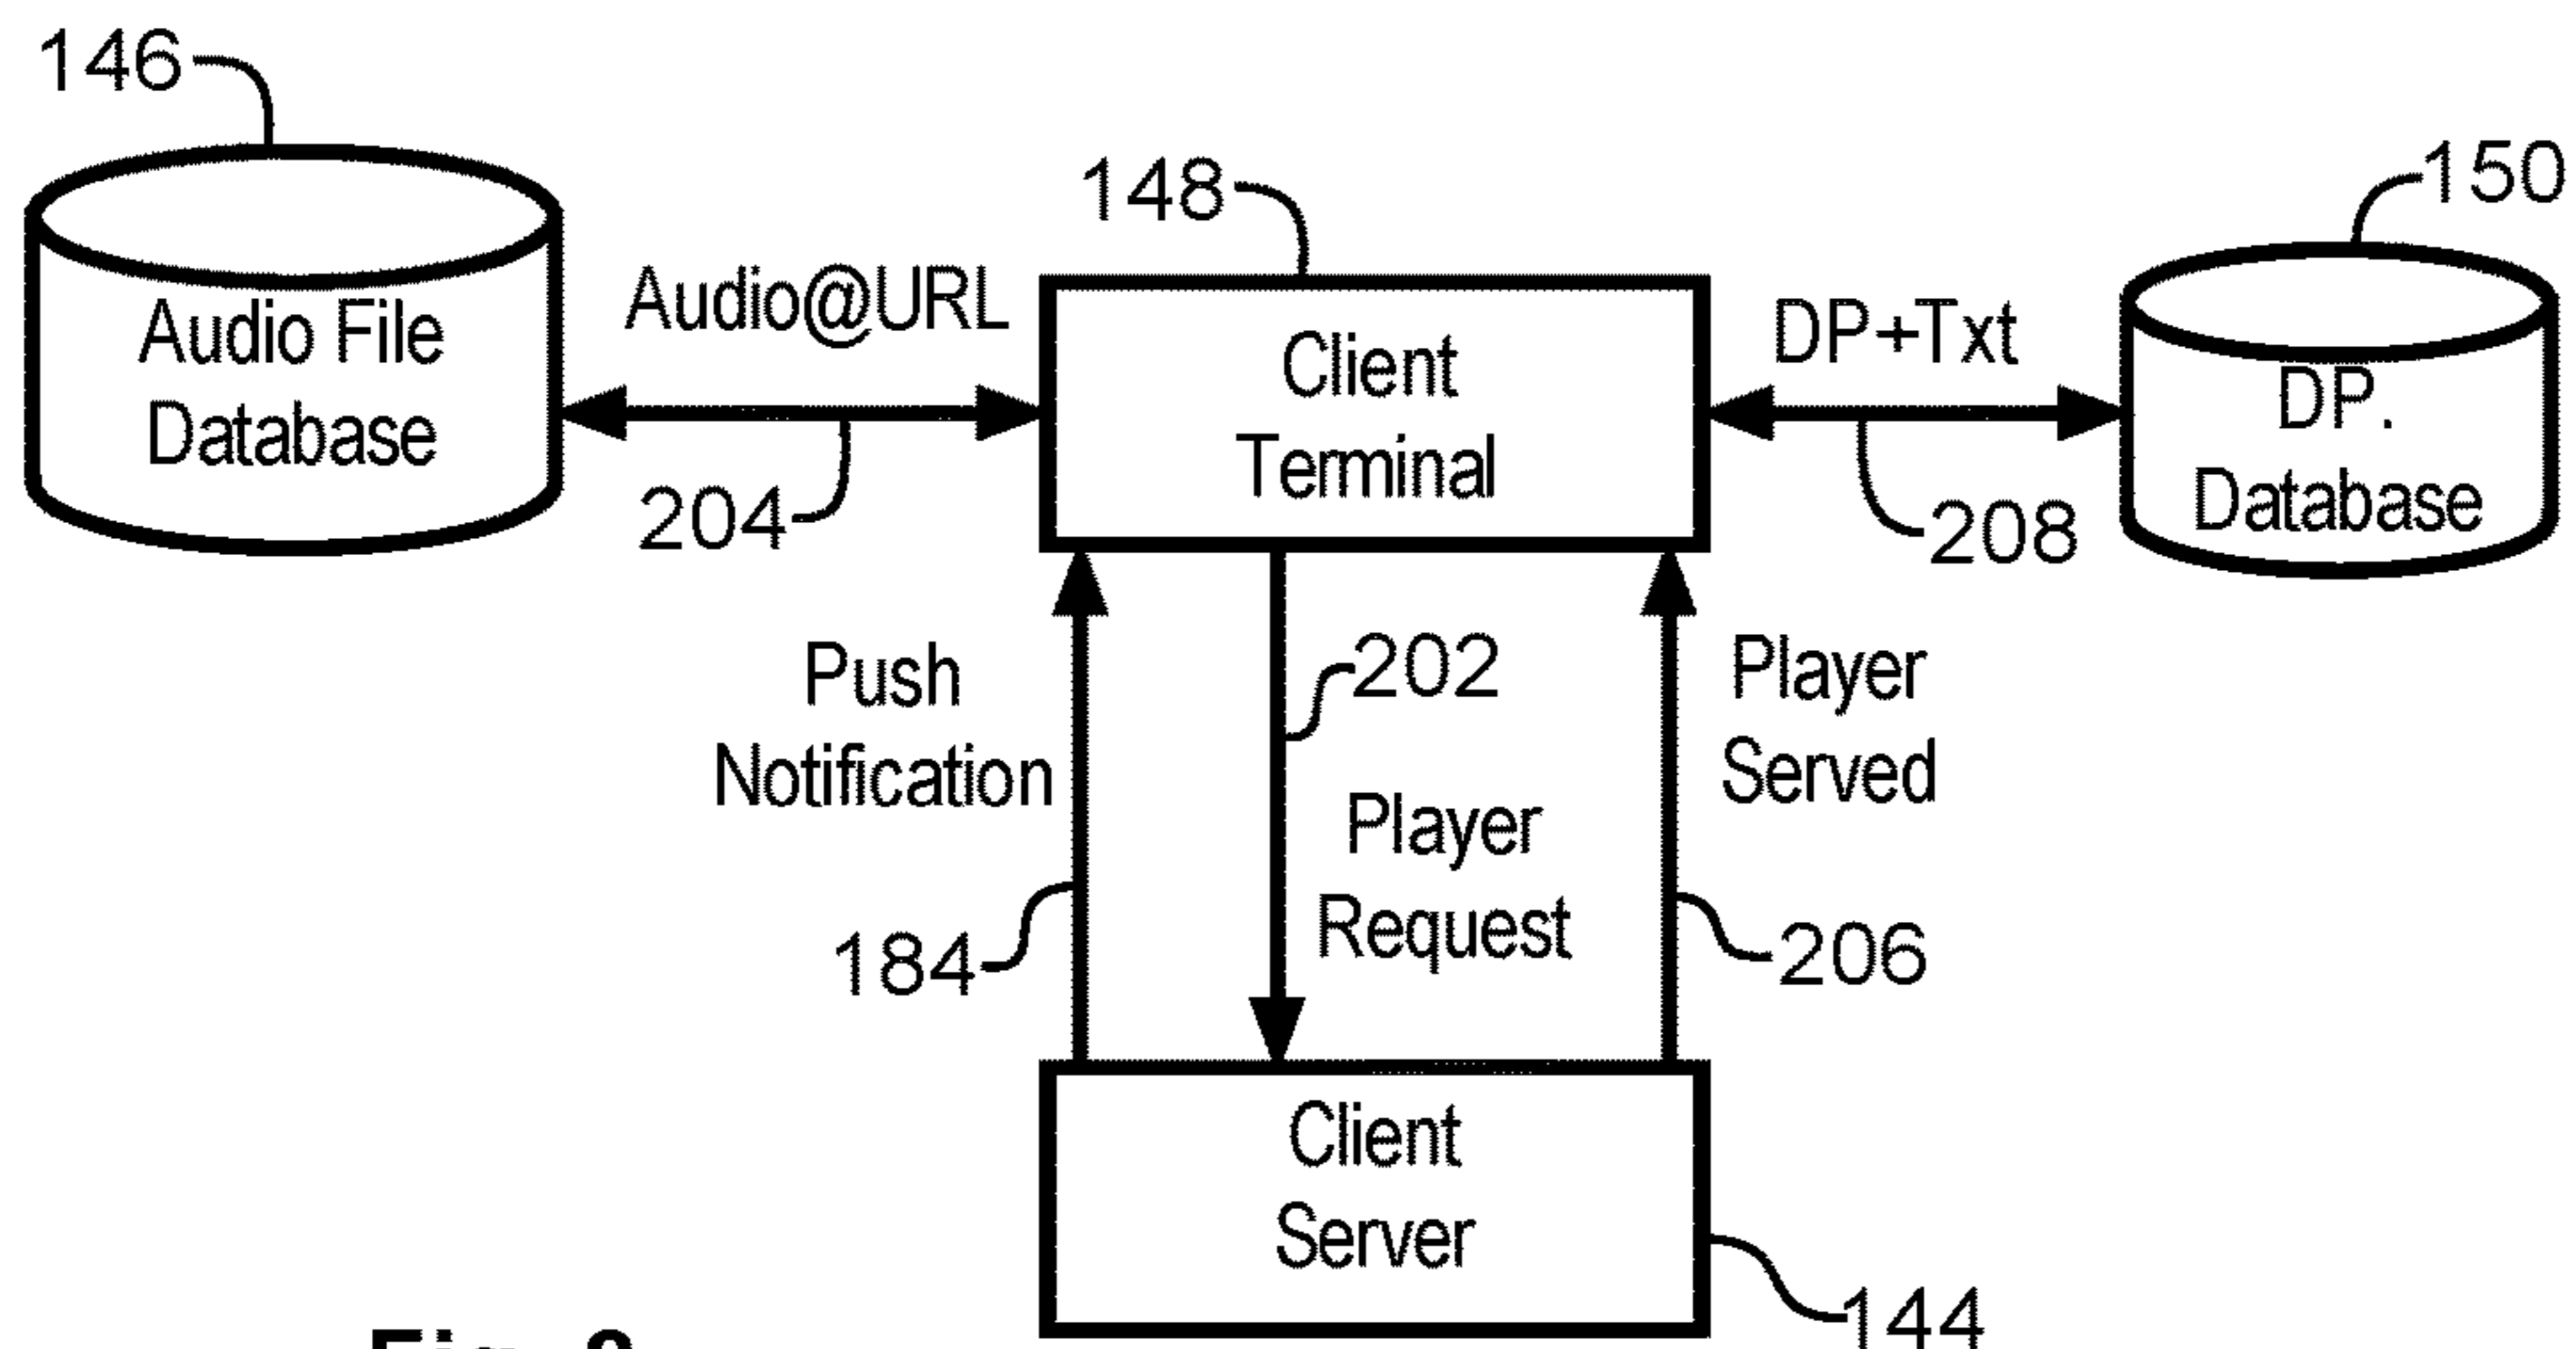 146
148
150
Audio@URL
DP+Txt
Audio File
Database
Client
Terminal
DP.
Database
204
208
Push
Notification
202
Player
Served
Player
Request
184
206
Client
Server
144